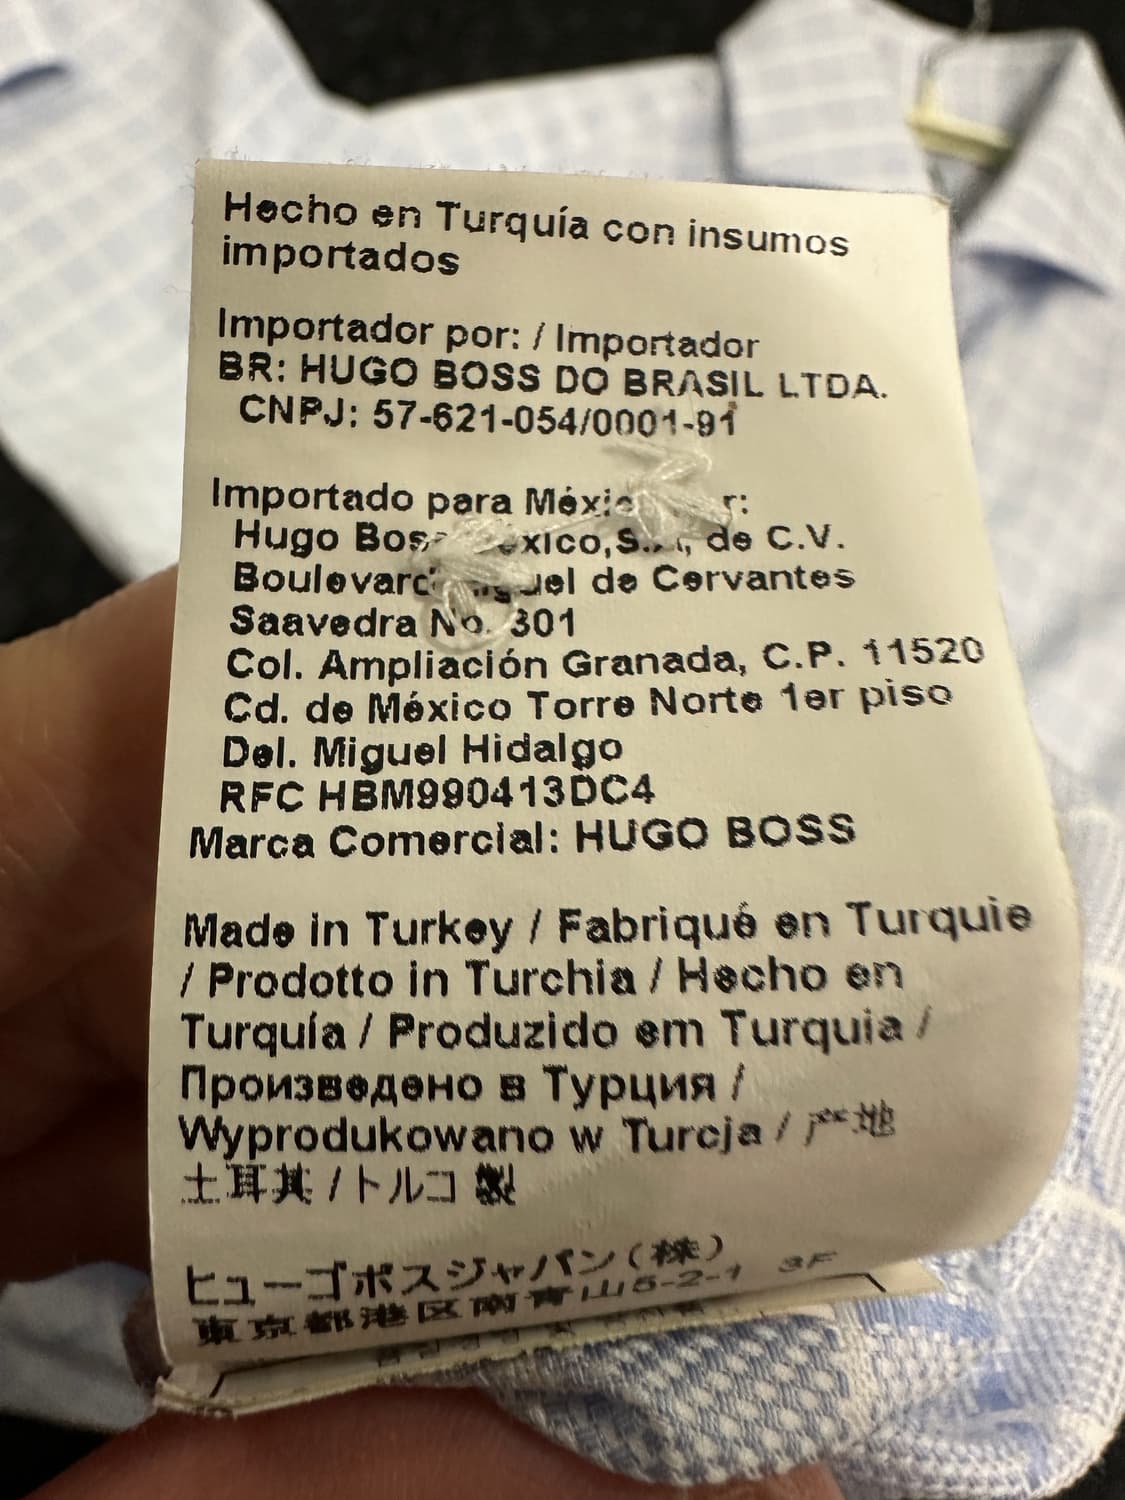 Hecho en Turquía con insumos
importados
Importador por: / Importador
BR: HUGO BOSS DO BRASIL LTDA.
CNPJ: 57-621-054/0001-91
Importado para
Hugo de C.V.
de Cervantes
Saavedra No. 301
Col. Ampliación Granada, C.P. 11520
Cd. de México Torre Norte 1er piso
Del. Miguel Hidalgo
RFC HBM990413DC4
Marca Comercial: HUGO BOSS
Made in Turkey / Fabriqué en Turquie
/ Prodotto in Turchia / Hecho en
Turquía / Produzido em Turquia /
Произведено в Турция /
Wyprodukowano w Turcja / 产地
土耳其 / トルコ 製
ヒューゴボスジャパン(株)
東京都港区南青山5-2-1 3F